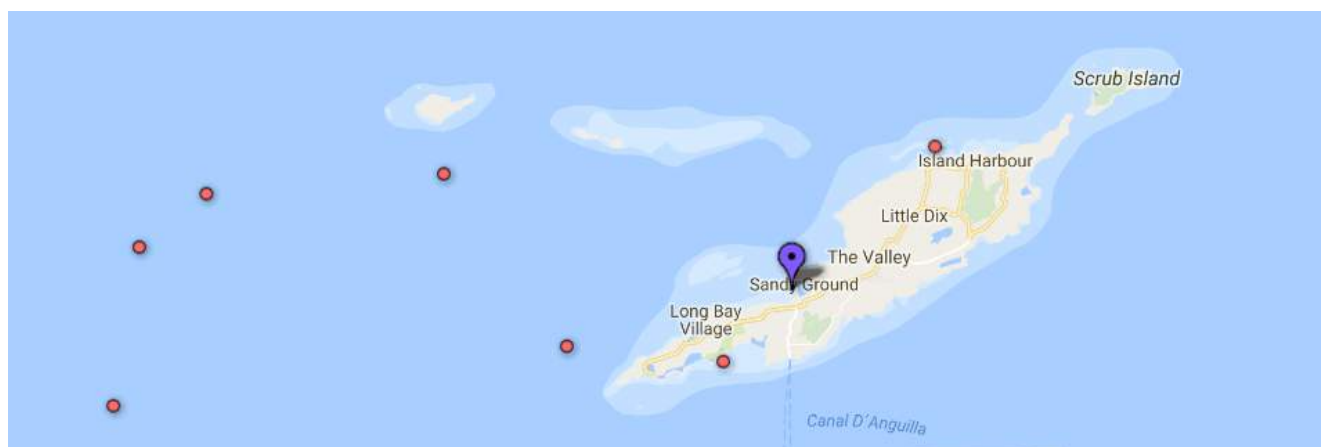 Scrub Island
Island Harbour
Little Dix
The Valley
Sandy Ground
Long Bay
Village
Canal D´Anguilla